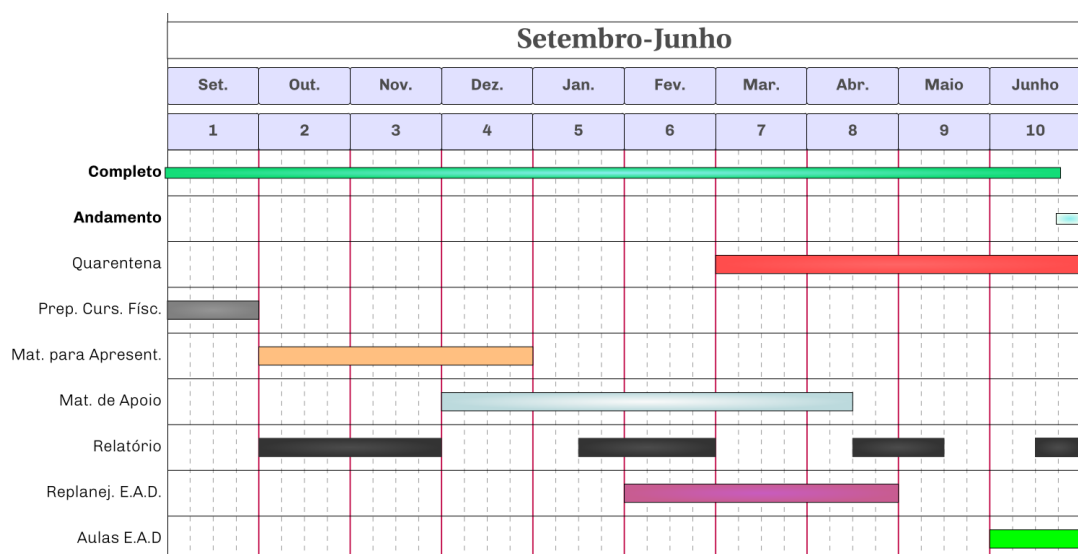 Setembro-Junho
Set. Out. Nov. Dez. Jan. Fev. Mar. Abr. Maio Junho
1 2 3 4 5 6 7 8 9 10
Completo
Andamento
Quarentena
Prep. Curs. Físc.
Mat. para Apresent.
Mat. de Apoio
Relatório
Replanej. E.A.D.
Aulas E.A.D